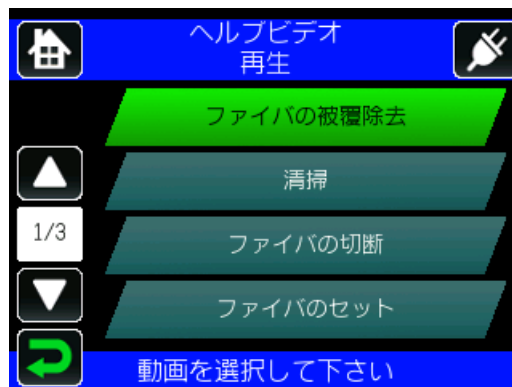 ヘルプビデオ
再生
ファイバの被覆除去
清掃
1/3
ファイバの切断
ファイバのセット
動画を選択して下さい